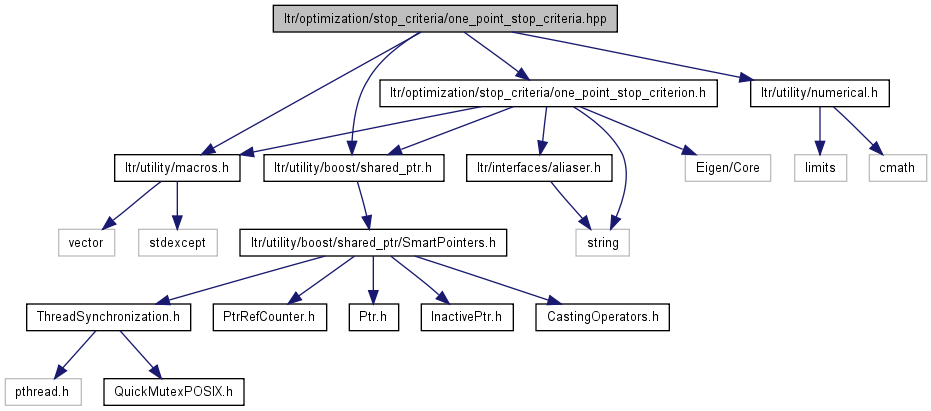 ltr/optimization/stop_criteria/one_point_stop_criteria.hpp
ltr/optimization/stop_criteria/one_point_stop_criterion.h
ltr/utility/numerical.h
ltr/utility/macros.h
ltr/utility/boost/shared_ptr.h
ltr/interfaces/aliaser.h
Eigen/Core
limits
cmath
vector
stdexcept
ltr/utility/boost/shared_ptr/SmartPointers.h
string
ThreadSynchronization.h
PtrRefCounter.h
Ptr.h
InactivePtr.h
CastingOperators.h
pthread.h
QuickMutexPOSIX.h